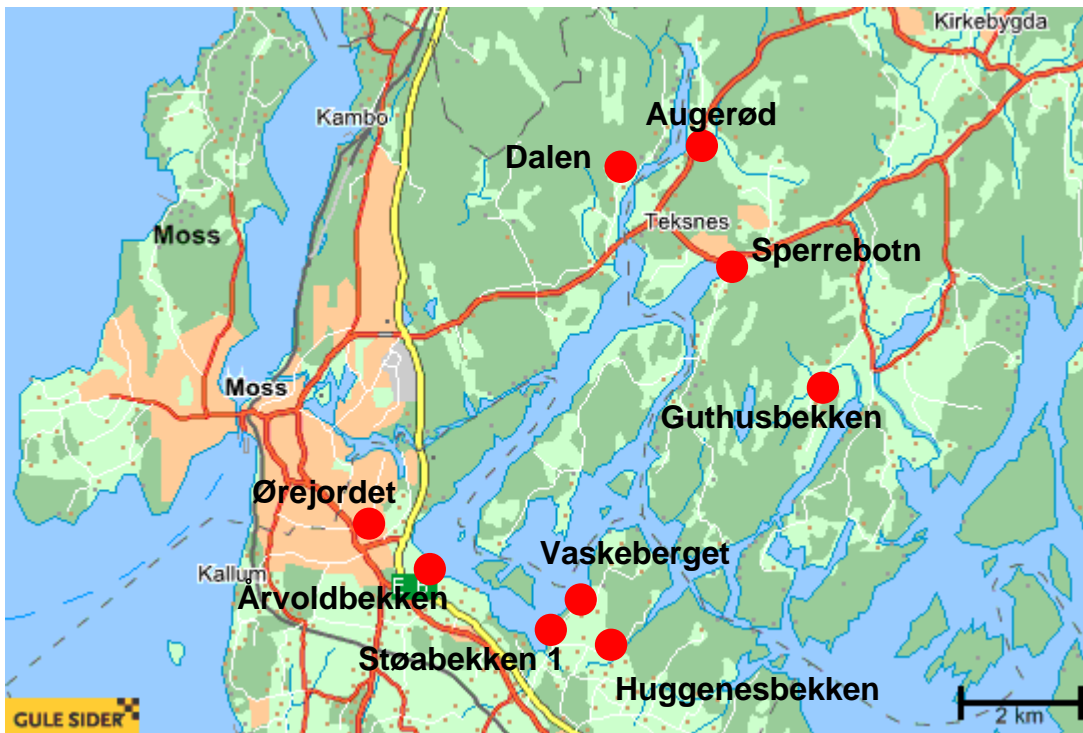 Kirkebygda
Kambo
Augerød
Dalen
Teksnes
Moss
Sperrebotn
Moss
Guthusbekken
Ørejordet
Vaskeberget
Kallum
Årvoldbekken
Støabekken 1
Huggenesbekken
GULE SIDER
2 km